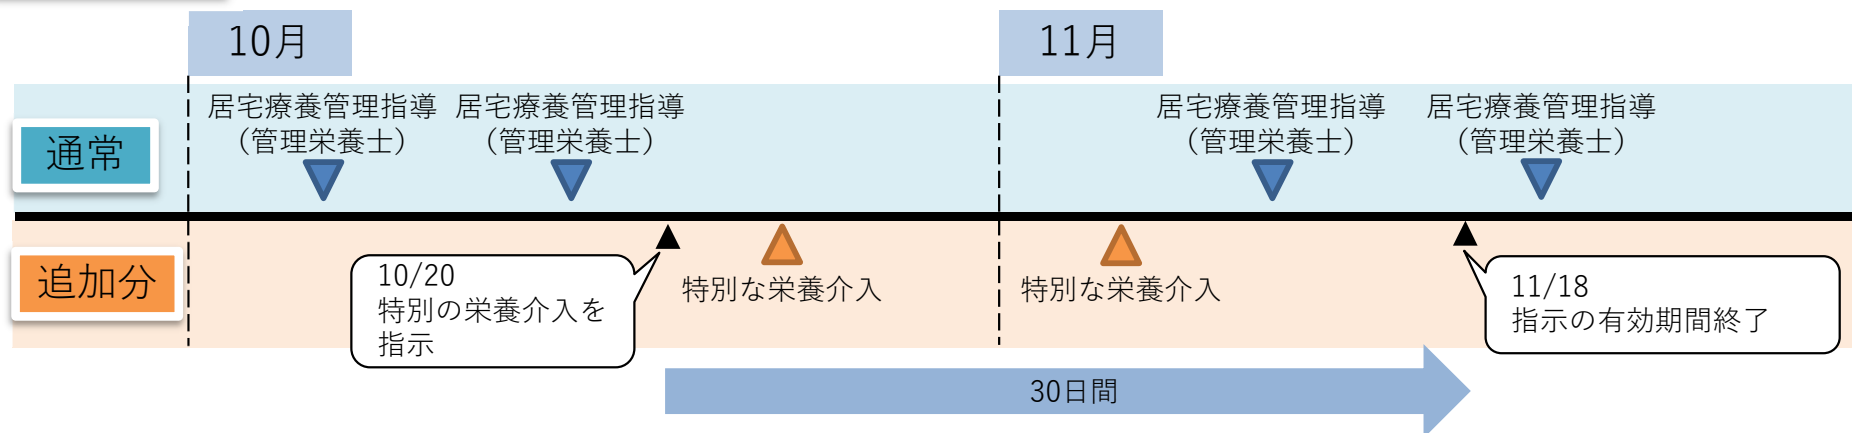 10月
11月
通常
居宅療養管理指導
（管理栄養士）
居宅療養管理指導
（管理栄養士）
居宅療養管理指導
（管理栄養士）
居宅療養管理指導
（管理栄養士）
追加分
10/20
特別の栄養介入を
指示
特別な栄養介入
特別な栄養介入
11/18
指示の有効期間終了
30日間